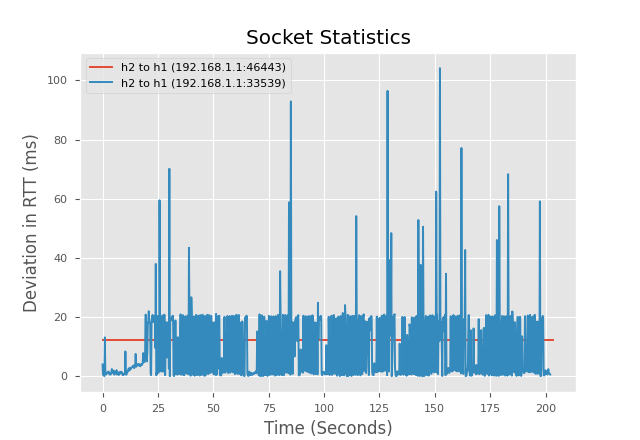 Socket Statistics
h2 to h1 (192.168.1.1:46443)
h2 to h1 (192.168.1.1:33539)
Deviation in RTT (ms)
100
80
60
40
20
0
0 25 50 75 100 125 150 175 200
Time (Seconds)